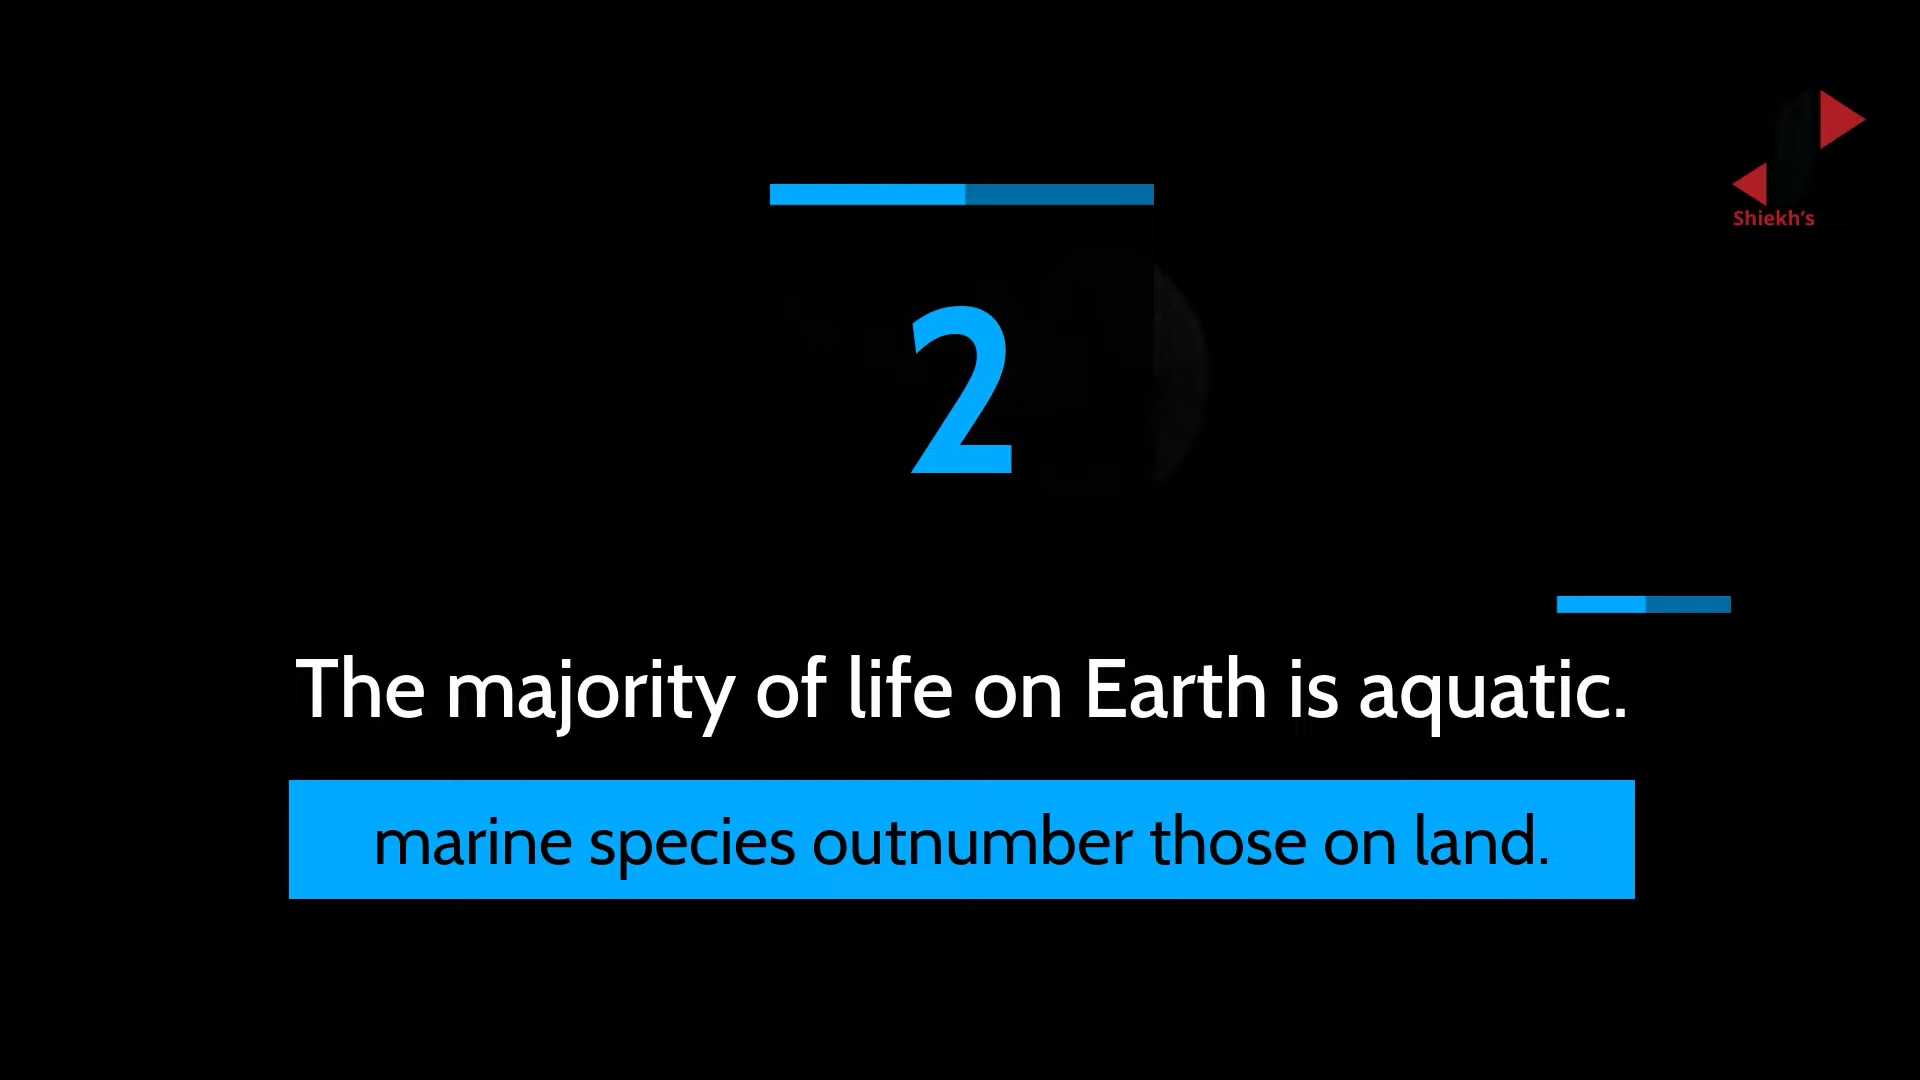 Shiekh's
2
The majority of life on Earth is aquatic.
marine species outnumber those on land.